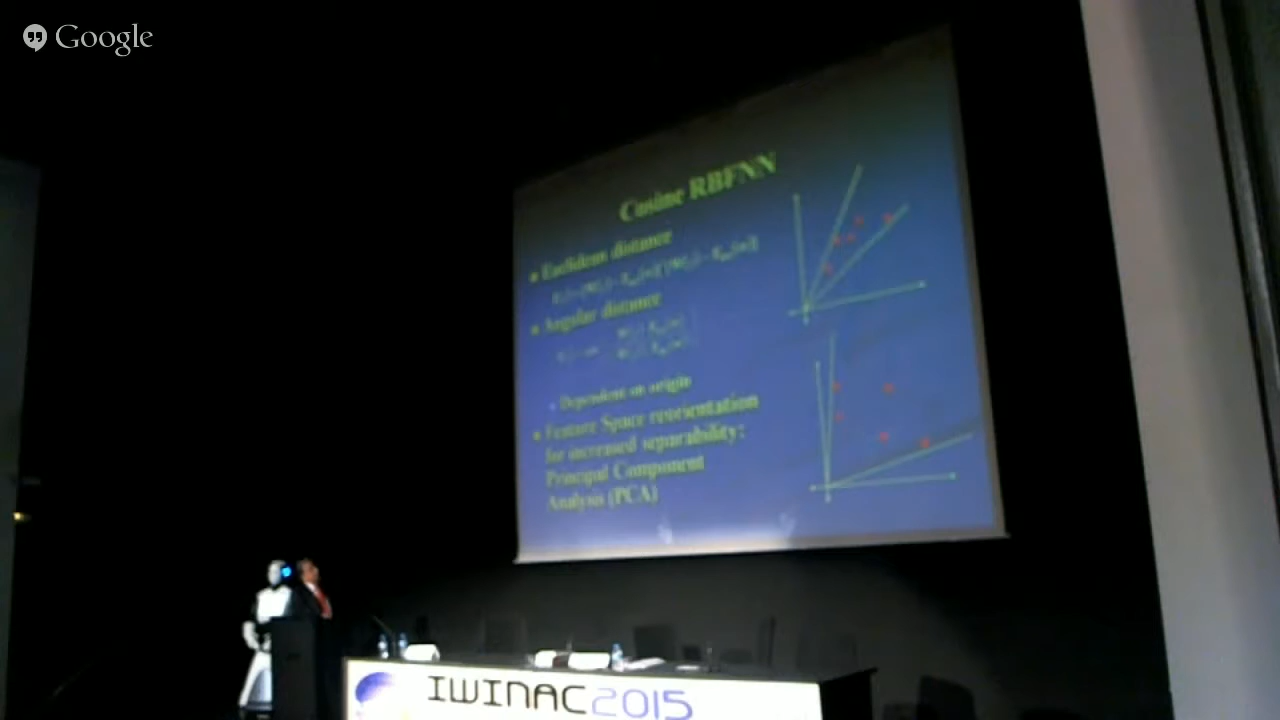 Google
Cosine RBFNN
Euclidean distance
Angular distance
Dependent on origin
Feature Space reorientation
for increased separability:
Principal Component
Analysis (PCA)
IWINAC2015